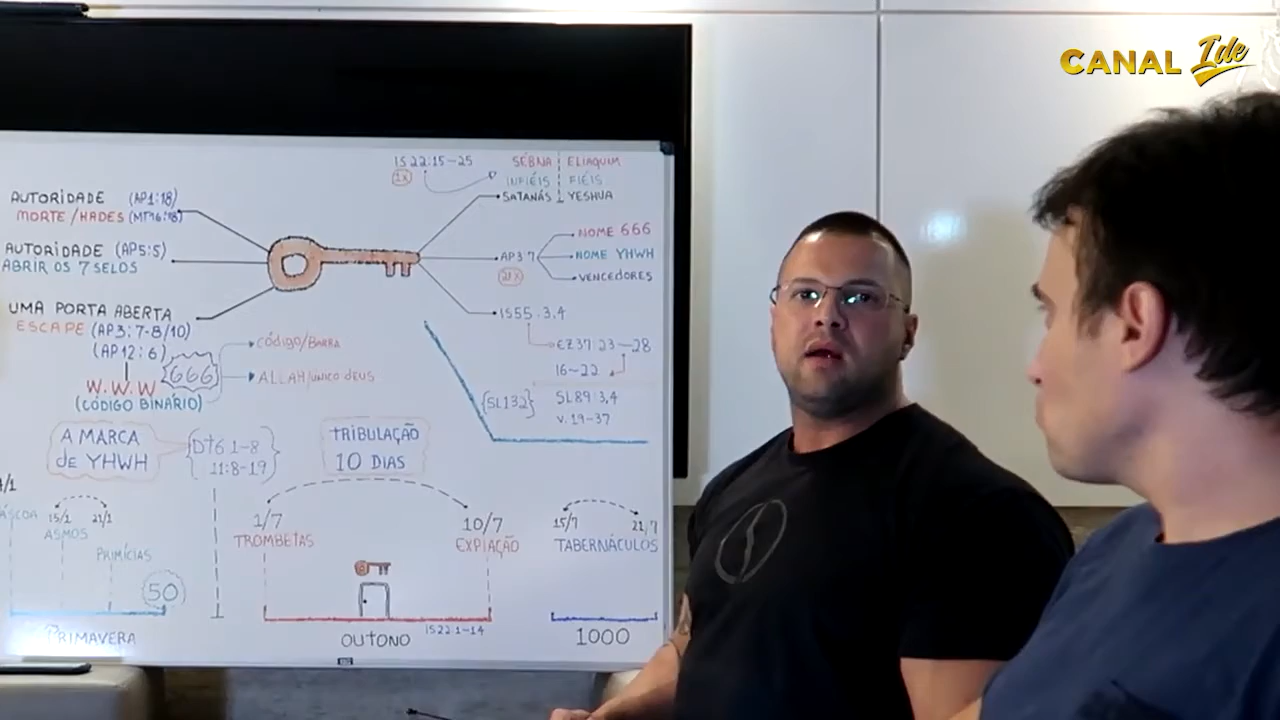 CANAL Ide
IS 22:15-25
1x
SÉBNA ELIAQUIM
INFIÉIS FIÉIS
SATANÁS YESHUA
AUTORIDADE (AP1:18)
MORTE/HADES (MT16:18)
AUTORIDADE (AP5:5)
ABRIR OS 7 SELOS
UMA PORTA ABERTA
ESCAPE (AP3:7-8/10)
(AP12:6)
W.W.W
(CÓDIGO BINÁRIO)
666
CÓDIGO/BARRA
ALLAH/ÚNICO DEUS
AP3:7
NOME 666
NOME YHWH
VENCEDORES
IS55:3,4
EZ37:23-28
16-22
{SL132}
SL89:3,4
V.19-37
A MARCA
de YHWH
{DT6:1-8
11:8-19}
TRIBULAÇÃO
10 DIAS
15/1 21/1
ASMOS
PRIMÍCIAS
50
PRIMAVERA
1/7
TROMBETAS
10/7
EXPIAÇÃO
OUTONO
IS22:1-14
15/7 21/7
TABERNÁCULOS
1000